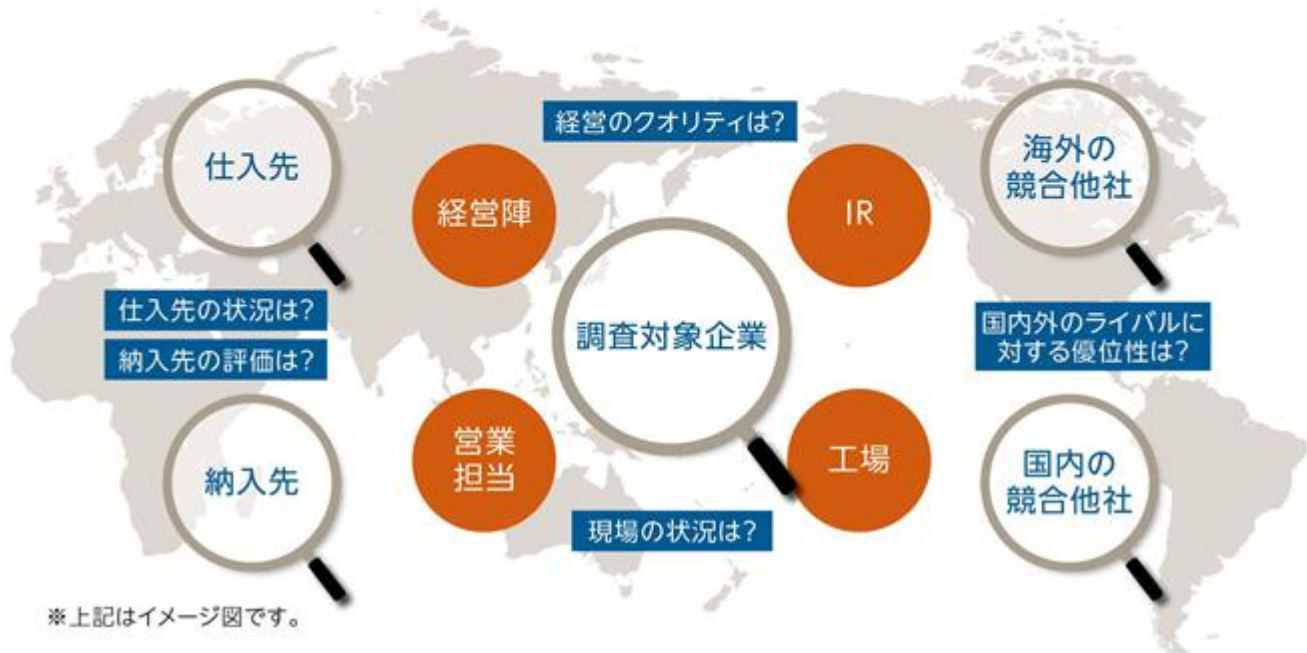 仕入先
仕入先の状況は?
納入先の評価は?
納入先
経営のクオリティは?
経営陣
IR
調査対象企業
営業
担当
工場
現場の状況は?
海外の
競合他社
国内外のライバルに
対する優位性は?
国内の
競合他社
※上記はイメージ図です。